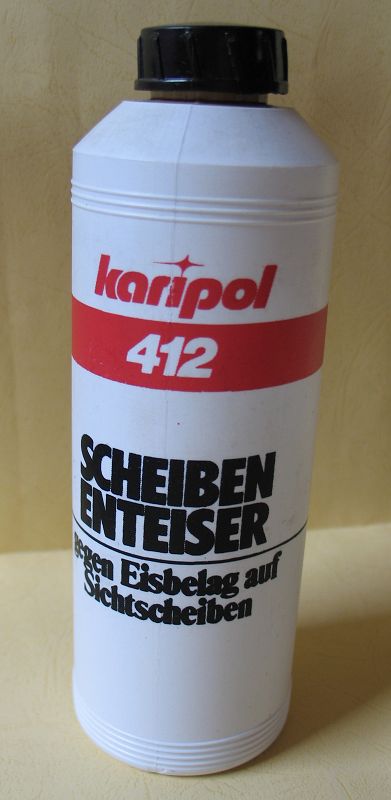 karipol
412
SCHEIBEN
ENTEISER
gegen Eisbelag auf
Sichtscheiben